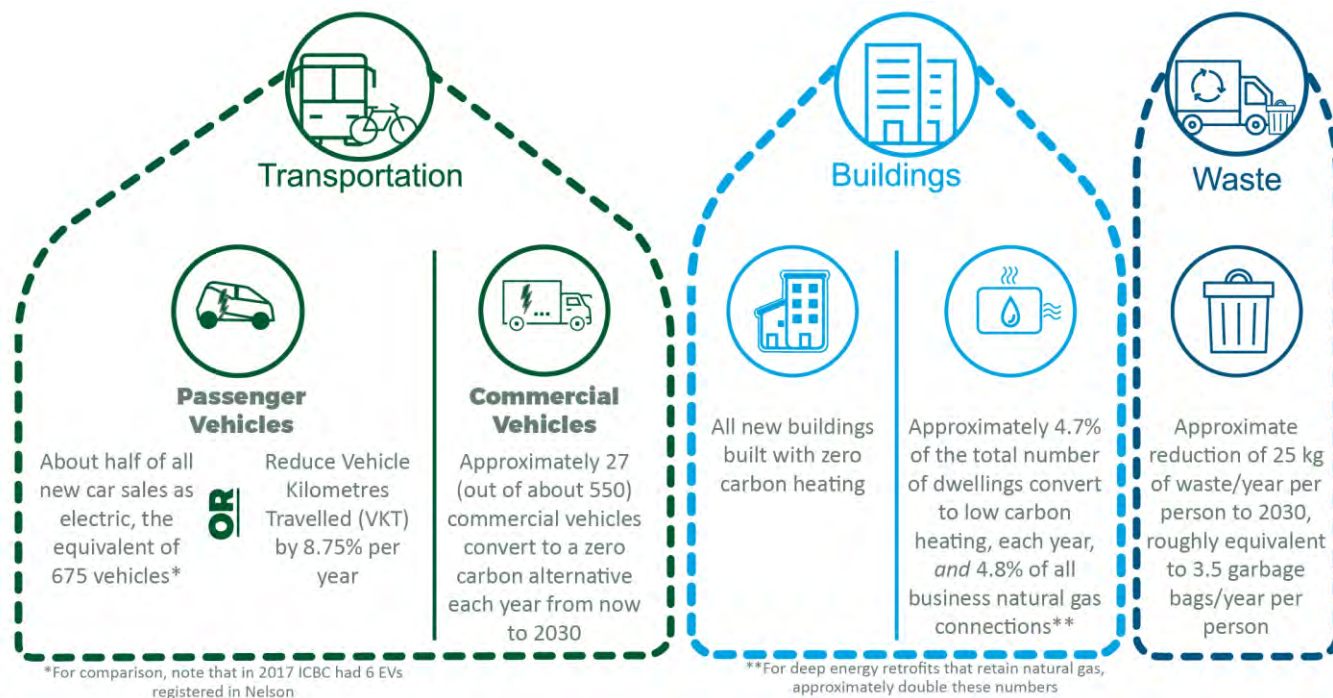 Transportation
Passenger
Vehicles
About half of all
new car sales as
electric, the
equivalent of
675 vehicles*
OR
Reduce Vehicle
Kilometres
Travelled (VKT)
by 8.75% per
year
Commercial
Vehicles
Approximately 27
(out of about 550)
commercial vehicles
convert to a zero
carbon alternative
each year from now
to 2030
*For comparison, note that in 2017 ICBC had 6 EVs
registered in Nelson
Buildings
All new buildings
built with zero
carbon heating
Approximately 4.7%
of the total number
of dwellings convert
to low carbon
heating, each year,
and 4.8% of all
business natural gas
connections**
**For deep energy retrofits that retain natural gas,
approximately double these numbers
Waste
Approximate
reduction of 25 kg
of waste/year per
person to 2030,
roughly equivalent
to 3.5 garbage
bags/year per
person